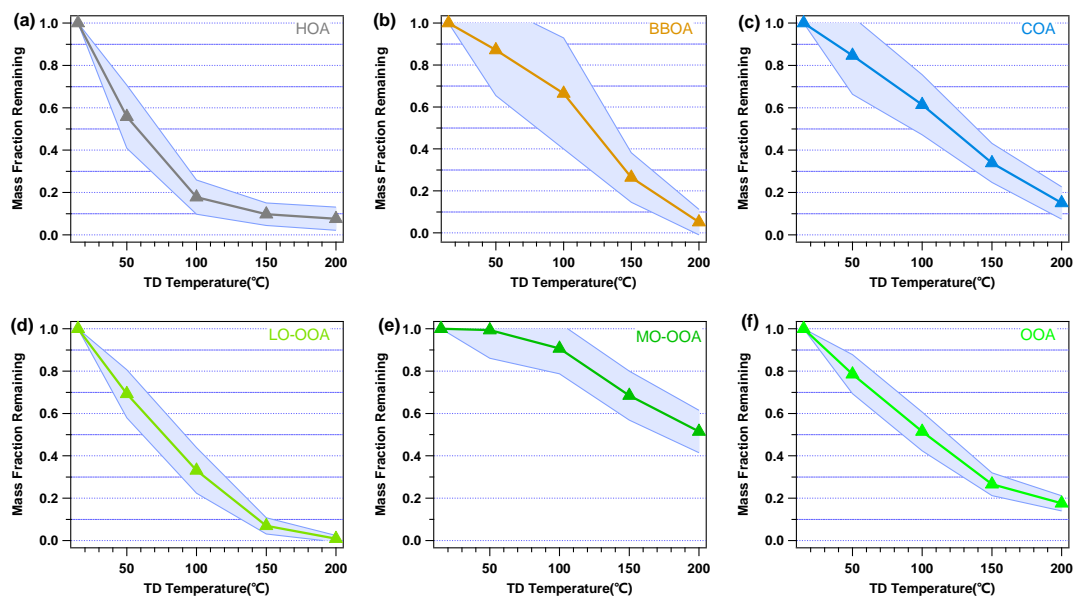 (a)
HOA
Mass Fraction Remaining
1.0
0.8
0.6
0.4
0.2
0.0
50
100
150
200
TD Temperature(℃)
(b)
BBOA
Mass Fraction Remaining
1.0
0.8
0.6
0.4
0.2
0.0
50
100
150
200
TD Temperature(℃)
(c)
COA
Mass Fraction Remaining
1.0
0.8
0.6
0.4
0.2
0.0
50
100
150
200
TD Temperature(℃)
(d)
LO-OOA
Mass Fraction Remaining
1.0
0.8
0.6
0.4
0.2
0.0
50
100
150
200
TD Temperature(℃)
(e)
MO-OOA
Mass Fraction Remaining
1.0
0.8
0.6
0.4
0.2
0.0
50
100
150
200
TD Temperature(℃)
(f)
OOA
Mass Fraction Remaining
1.0
0.8
0.6
0.4
0.2
0.0
50
100
150
200
TD Temperature(℃)